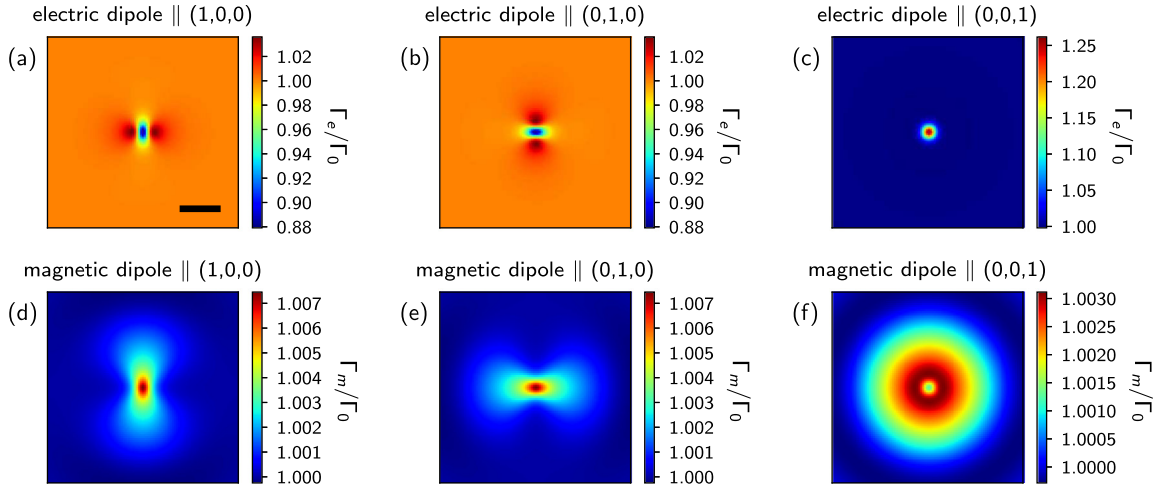 electric dipole ∥ (1,0,0)
electric dipole ∥ (0,1,0)
electric dipole ∥ (0,0,1)
(a)
1.02
1.00
0.98
0.96
0.94
0.92
0.90
0.88
Γe/Γ0
(b)
1.02
1.00
0.98
0.96
0.94
0.92
0.90
0.88
Γe/Γ0
(c)
1.25
1.20
1.15
1.10
1.05
1.00
Γe/Γ0
magnetic dipole ∥ (1,0,0)
magnetic dipole ∥ (0,1,0)
magnetic dipole ∥ (0,0,1)
(d)
1.007
1.006
1.005
1.004
1.003
1.002
1.001
1.000
Γm/Γ0
(e)
1.007
1.006
1.005
1.004
1.003
1.002
1.001
1.000
Γm/Γ0
(f)
1.0030
1.0025
1.0020
1.0015
1.0010
1.0005
1.0000
Γm/Γ0